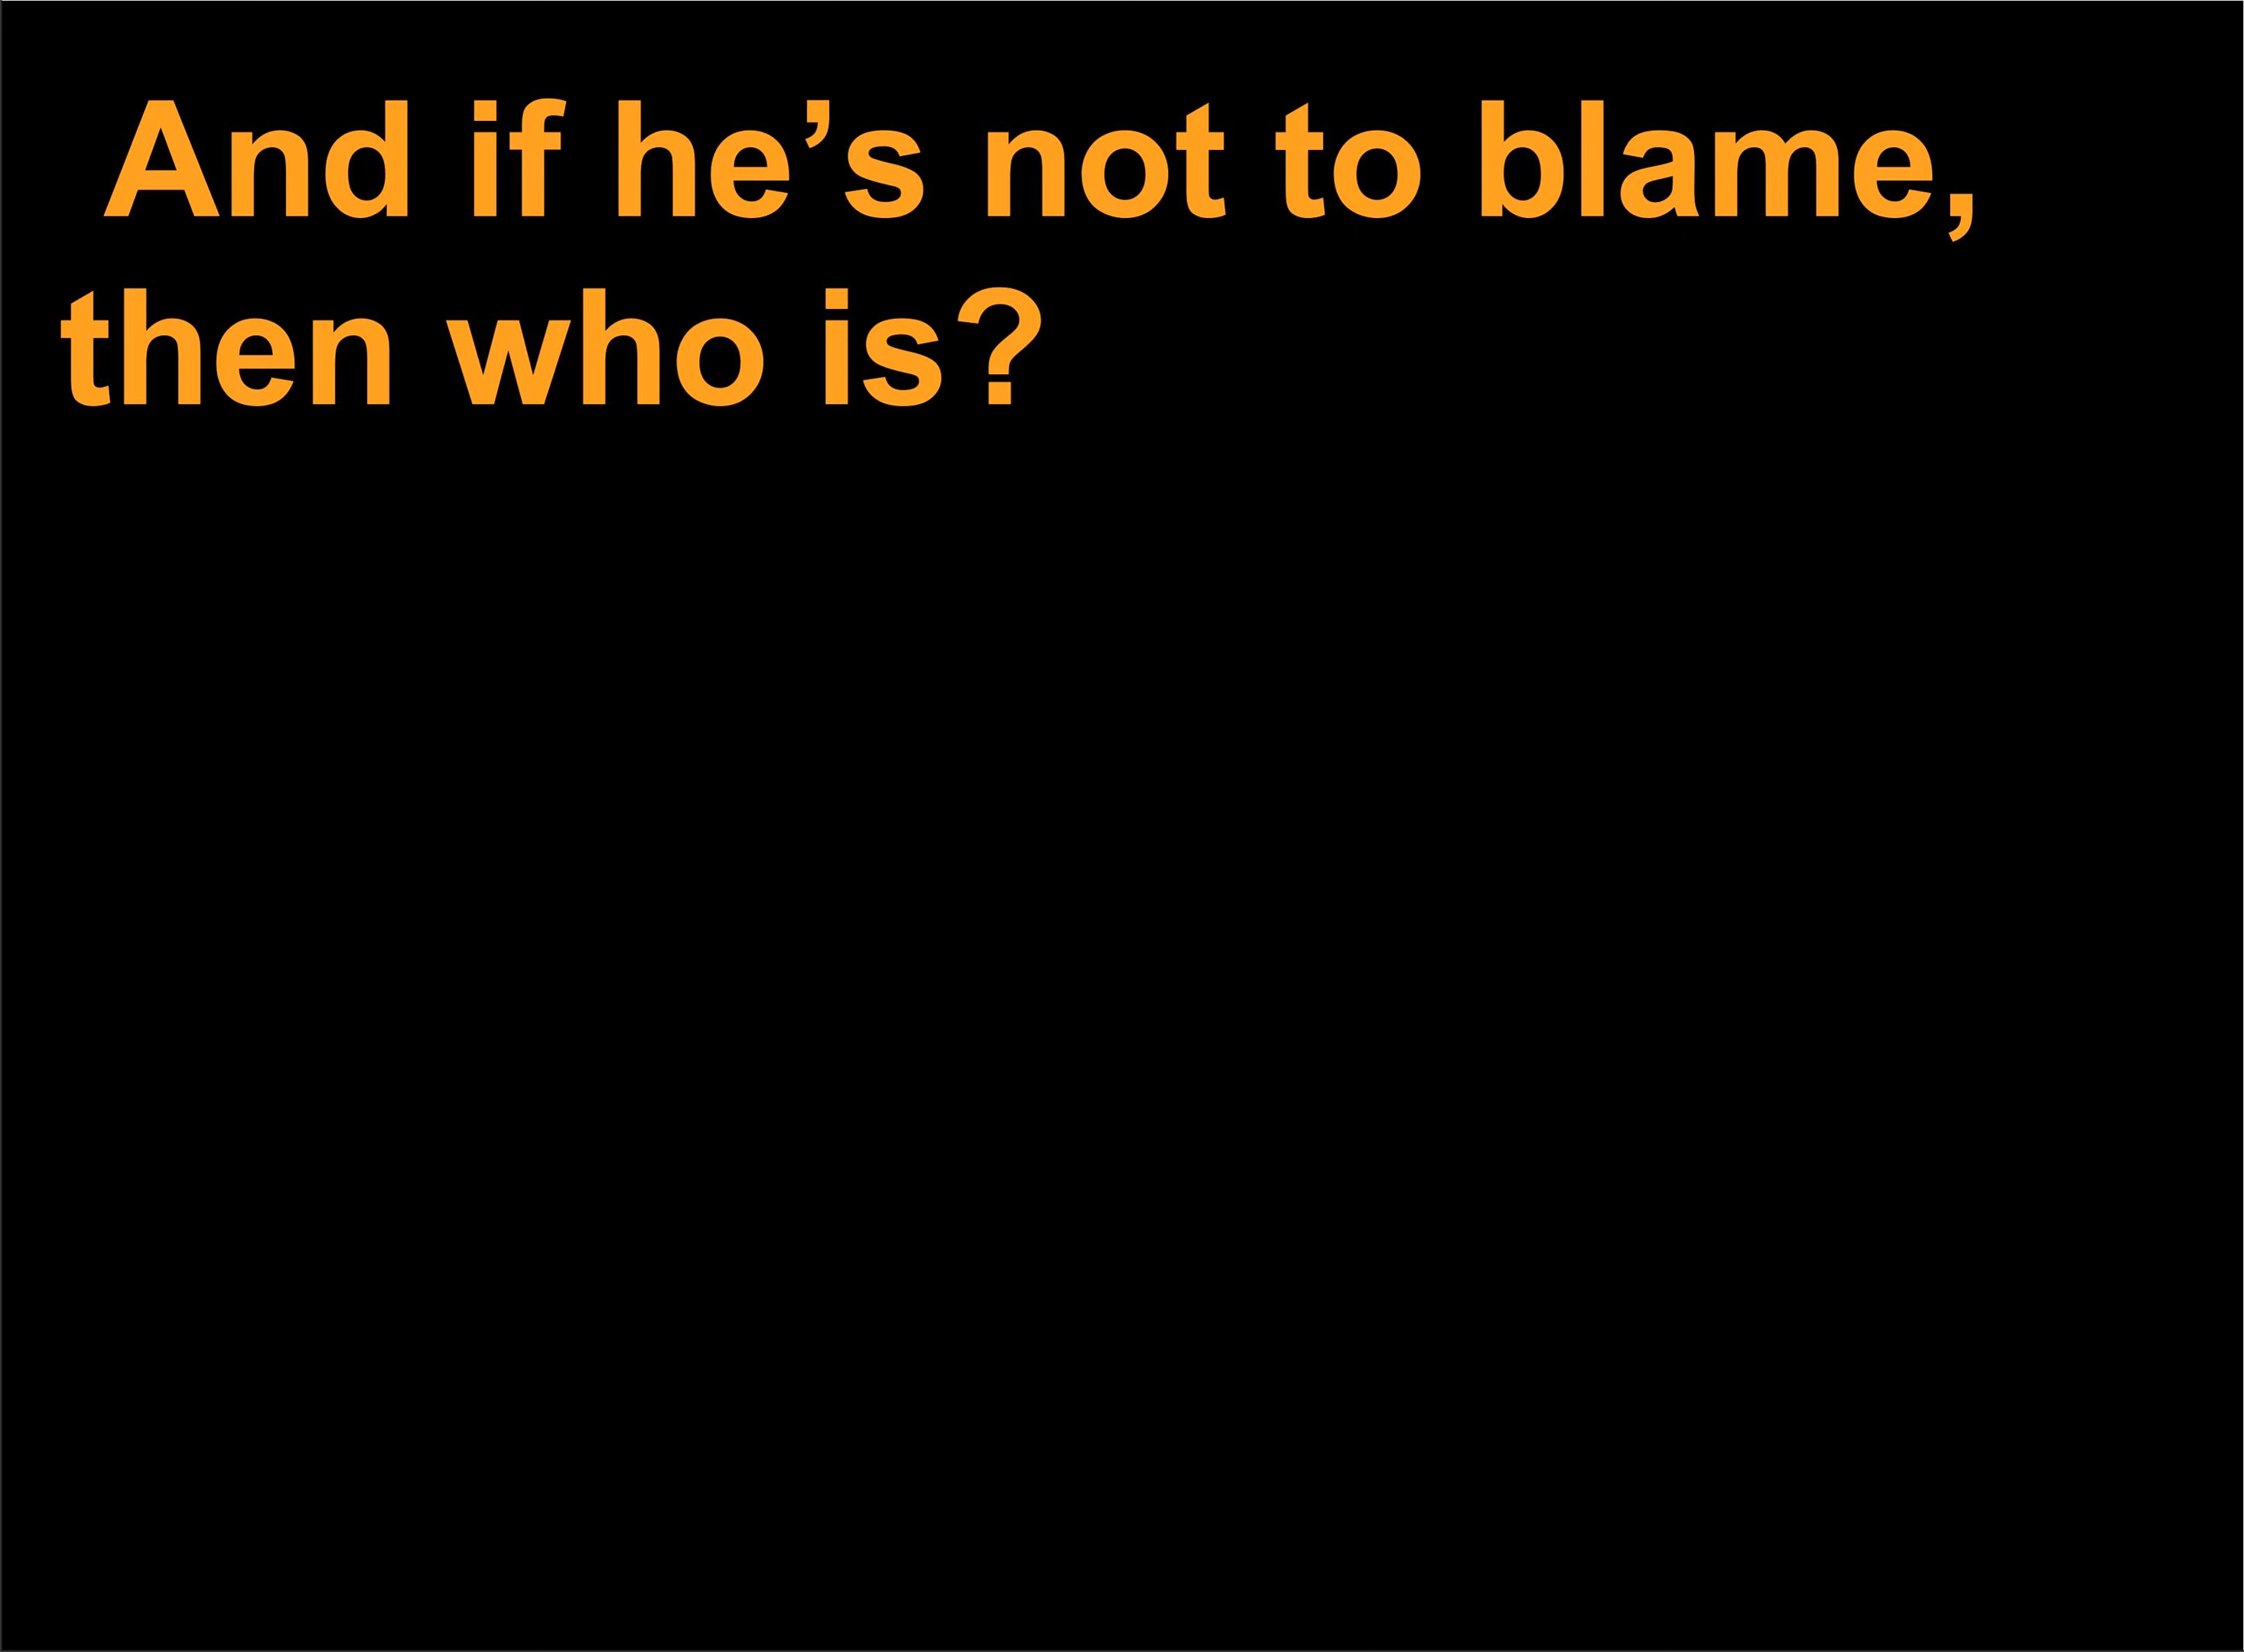 And if he’s not to blame,
then who is?